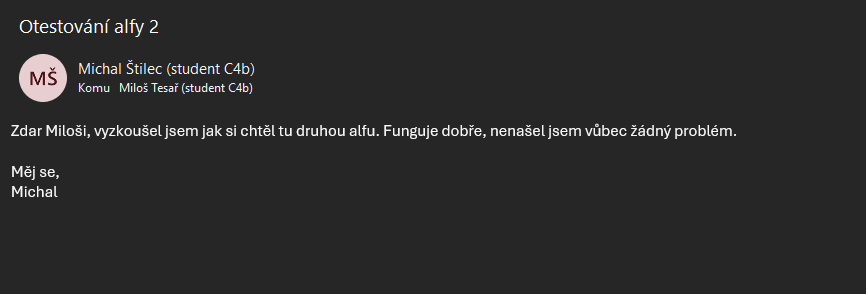 Otestování alfy 2
MŠ
Michal Štilec (student C4b)
Komu Miloš Tesař (student C4b)
Zdar Miloši, vyzkoušel jsem jak si chtěl tu druhou alfu. Funguje dobře, nenašel jsem vůbec žádný problém.
Měj se,
Michal